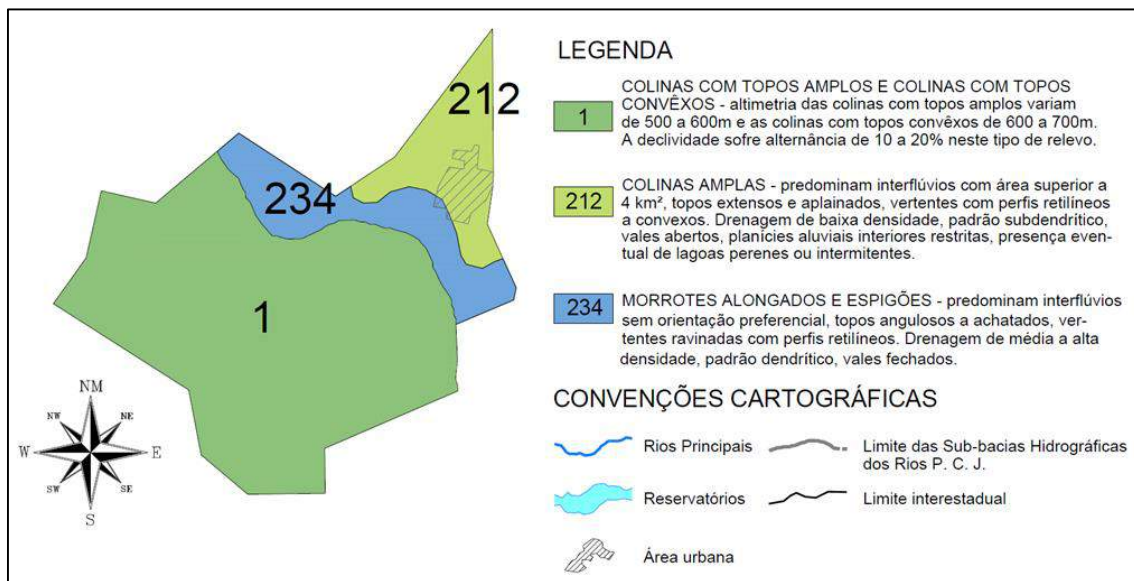 212
234
1
NM
NW
NE
W
E
SW
SE
S
LEGENDA
1
COLINAS COM TOPOS AMPLOS E COLINAS COM TOPOS
CONVÊXOS - altimetria das colinas com topos amplos variam
de 500 a 600m e as colinas com topos convêxos de 600 a 700m.
A declividade sofre alternância de 10 a 20% neste tipo de relevo.
212
COLINAS AMPLAS - predominam interflúvios com área superior a
4 km², topos extensos e aplainados, vertentes com perfis retilíneos
a convexos. Drenagem de baixa densidade, padrão subdendrítico,
vales abertos, planícies aluviais interiores restritas, presença even-
tual de lagoas perenes ou intermitentes.
234
MORROTES ALONGADOS E ESPIGÕES - predominam interflúvios
sem orientação preferencial, topos angulosos a achatados, ver-
tentes ravinadas com perfis retilíneos. Drenagem de média a alta
densidade, padrão dendrítico, vales fechados.
CONVENÇÕES CARTOGRÁFICAS
Rios Principais
Limite das Sub-bacias Hidrográficas
dos Rios P. C. J.
Reservatórios
Limite interestadual
Área urbana